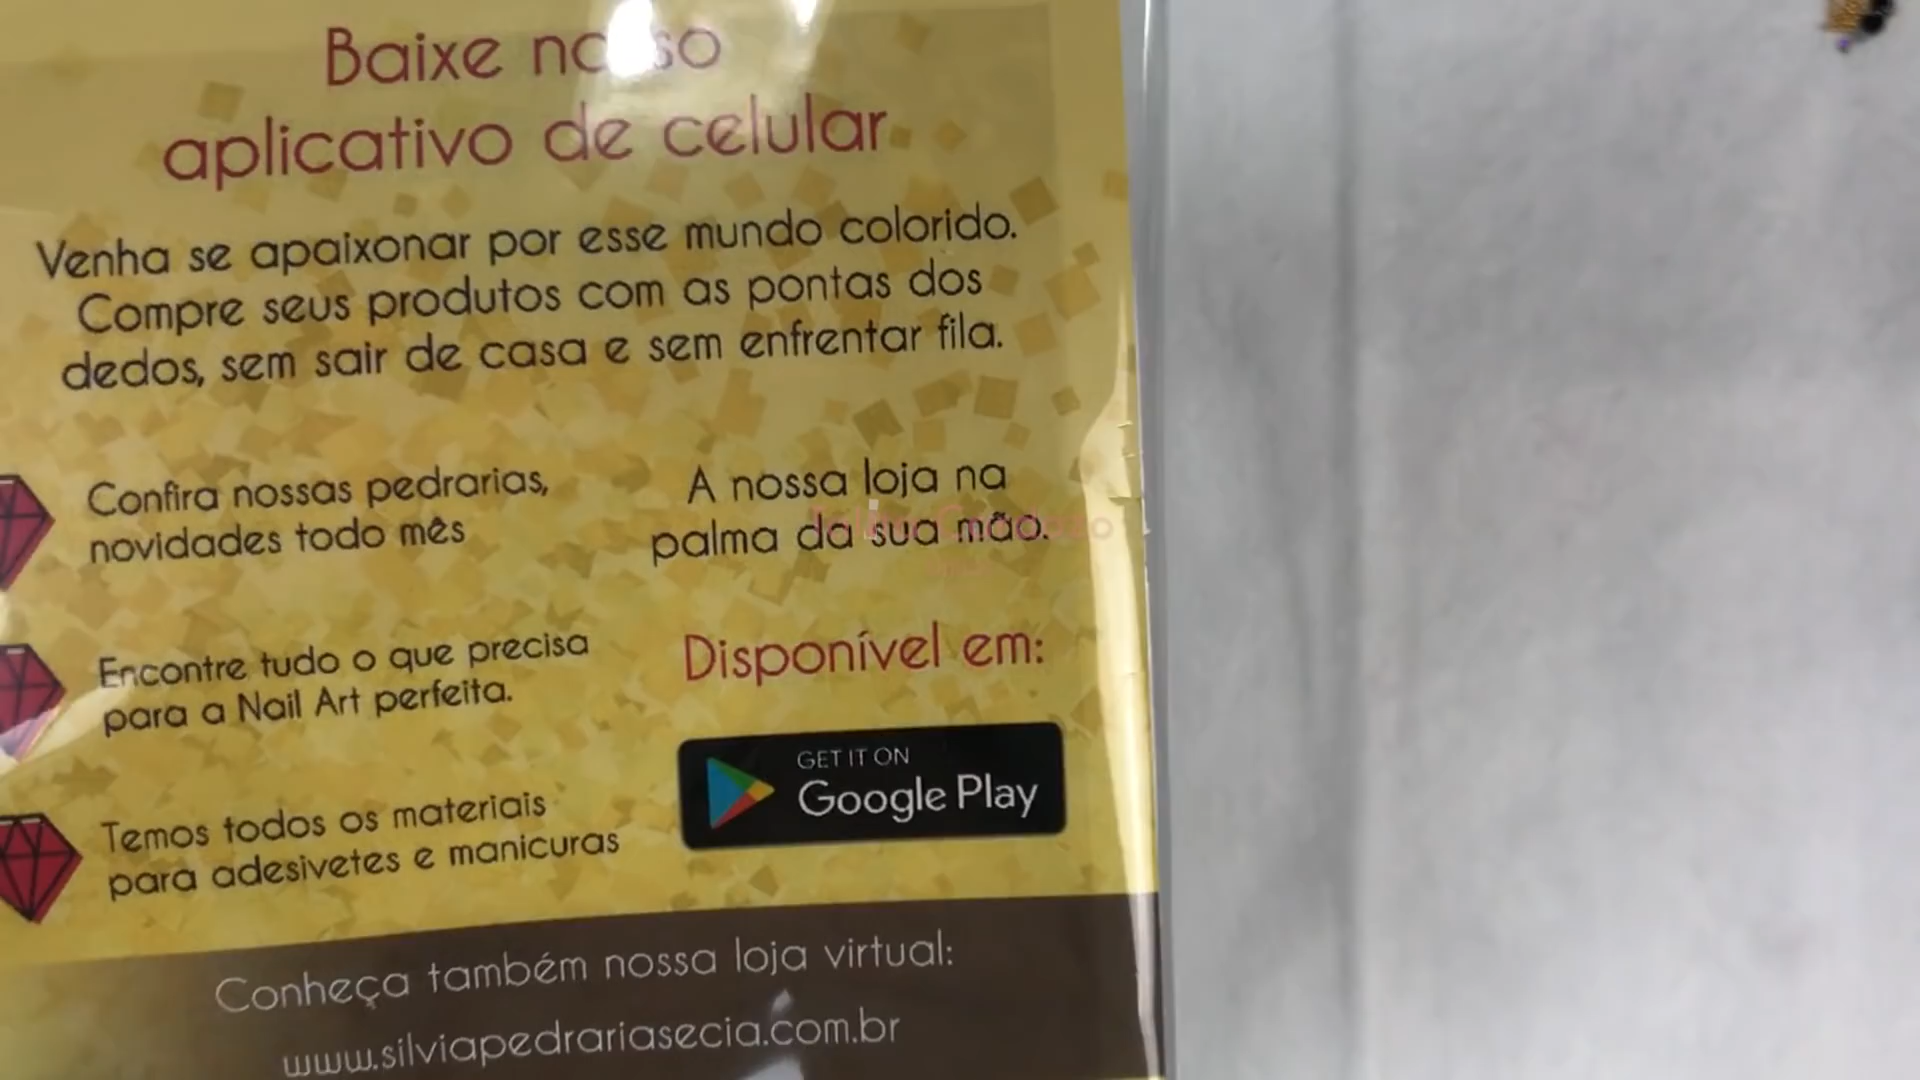 Baixe nosso
aplicativo de celular
Venha se apaixonar por esse mundo colorido.
Compre seus produtos com as pontas dos
dedos, sem sair de casa e sem enfrentar fila.
Confira nossas pedrarias,
novidades todo mês
A nossa loja na
palma da sua mão.
Encontre tudo o que precisa
para a Nail Art perfeita.
Disponível em:
GET IT ON
Google Play
Temos todos os materiais
para adesivetes e manicuras
Conheça também nossa loja virtual:
www.silviapedrariasecia.com.br